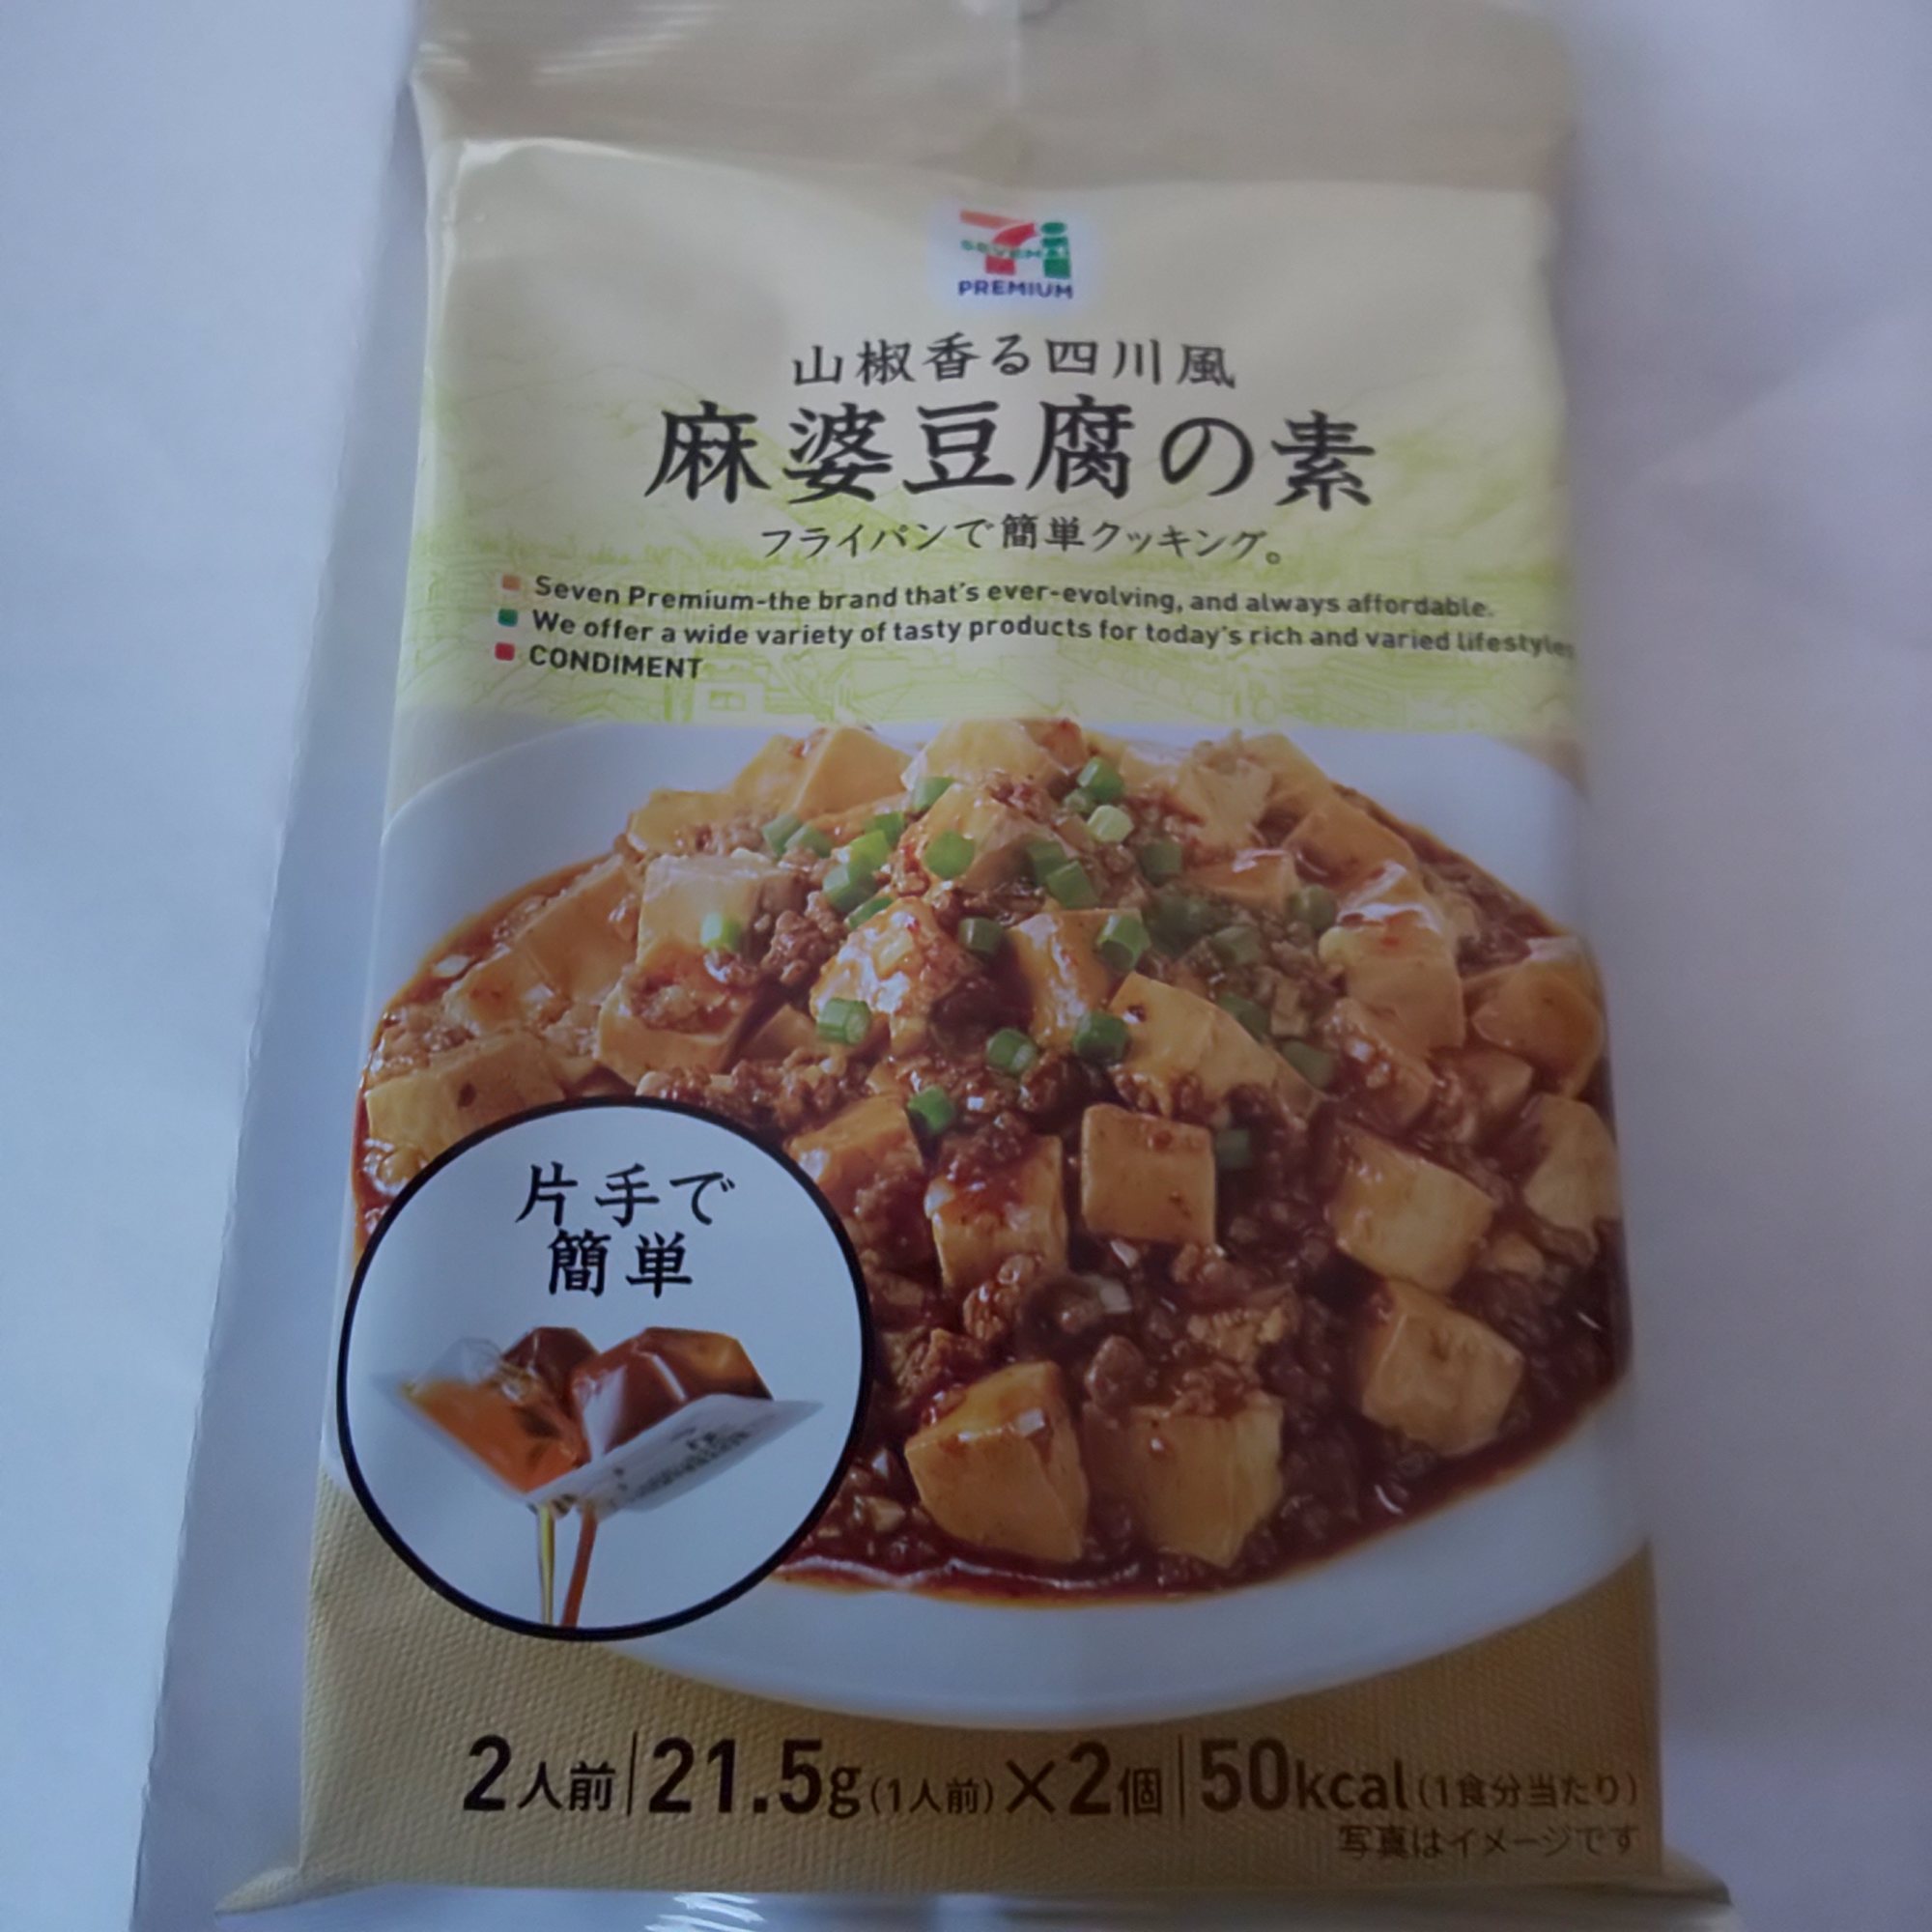 SEVEN&i
PREMIUM
山椒香る四川風
麻婆豆腐の素
フライパンで簡単クッキング。
Seven Premium-the brand that's ever-evolving, and always affordable.
We offer a wide variety of tasty products for today's rich and varied lifestyles
CONDIMENT
片手で
簡単
2人前 21.5g(1人前)×2個 50kcal(1食分当たり)
写真はイメージです